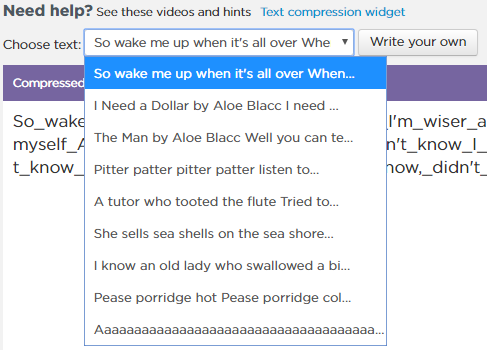 Need help? See these videos and hints Text compression widget
Choose text: So wake me up when it's all over Whe Write your own
Compressed
So wake me up when it's all over When...
I Need a Dollar by Aloe Blacc I need ...
The Man by Aloe Blacc Well you can te...
Pitter patter pitter patter listen to...
A tutor who tooted the flute Tried to...
She sells sea shells on the sea shore...
I know an old lady who swallowed a bi...
Pease porridge hot Pease porridge col...
Aaaaaaaaaaaaaaaaaaaaaaaaaaaaaaaaaaaaa...
So_wake I'm_wiser_a
myself_A n't_know_I_
t_know_ now,_didn't_